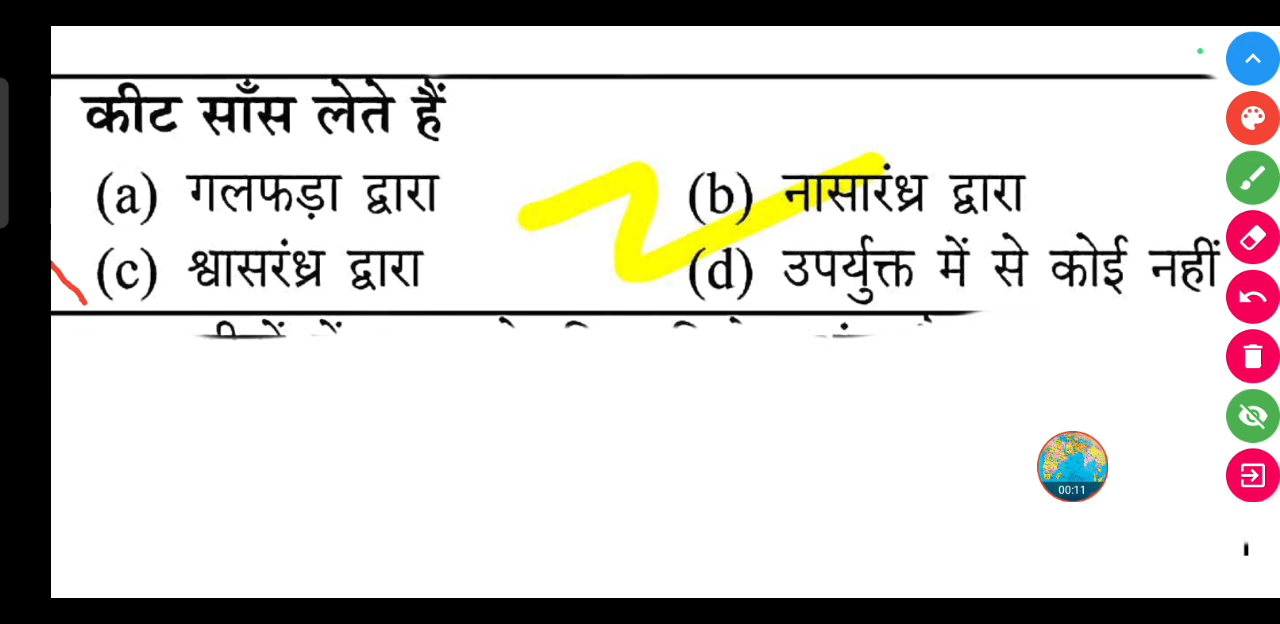 कीट साँस लेते हैं
(a) गलफड़ा द्वारा (b) नासारंध्र द्वारा
(c) श्वासरंध्र द्वारा (d) उपर्युक्त में से कोई नहीं
00:11